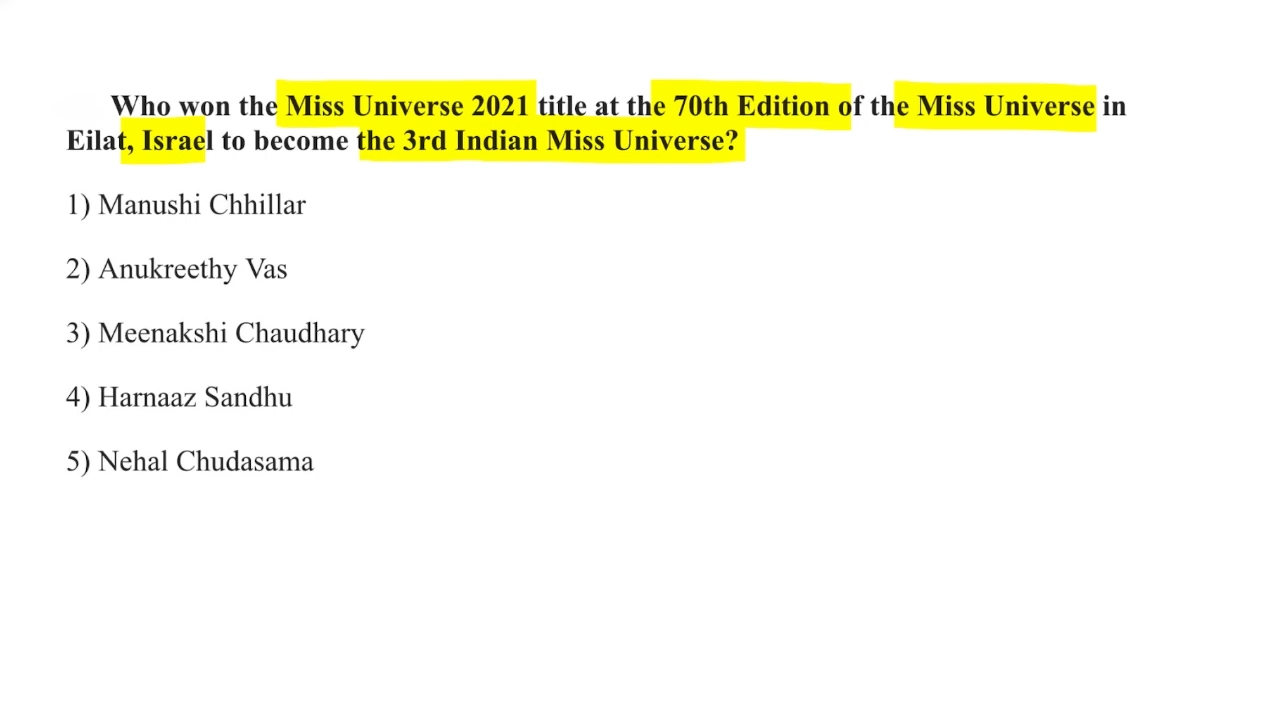 Who won the Miss Universe 2021 title at the 70th Edition of the Miss Universe in
Eilat, Israel to become the 3rd Indian Miss Universe?
1) Manushi Chhillar
2) Anukreethy Vas
3) Meenakshi Chaudhary
4) Harnaaz Sandhu
5) Nehal Chudasama